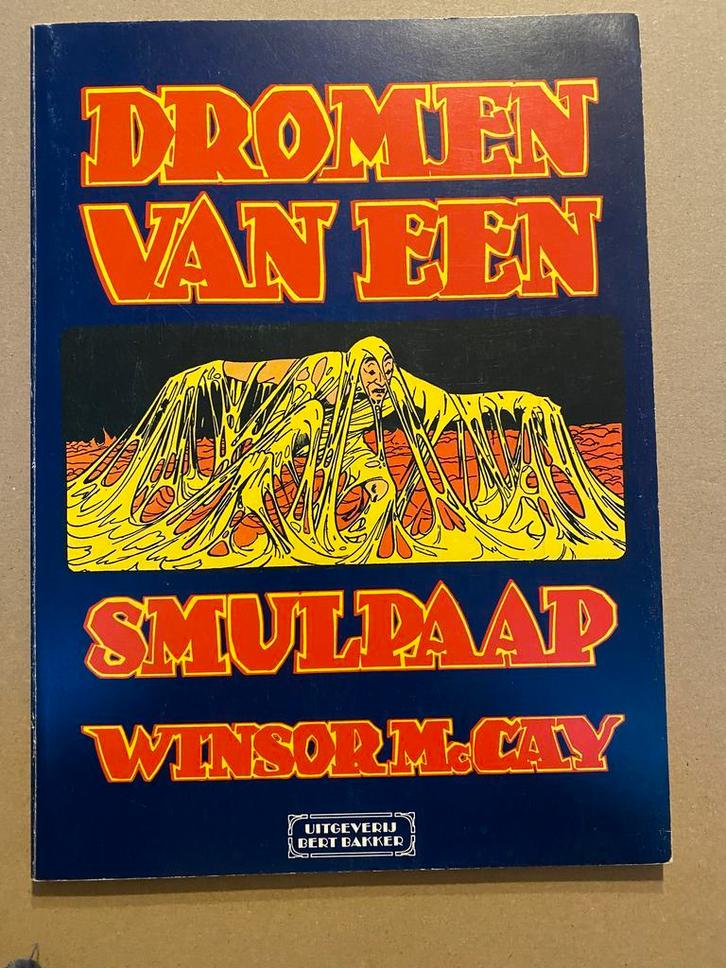 DROMEN
VAN EEN
SMULPAAP
WINSOR McCAY
UITGEVERIJ
BERT BAKKER